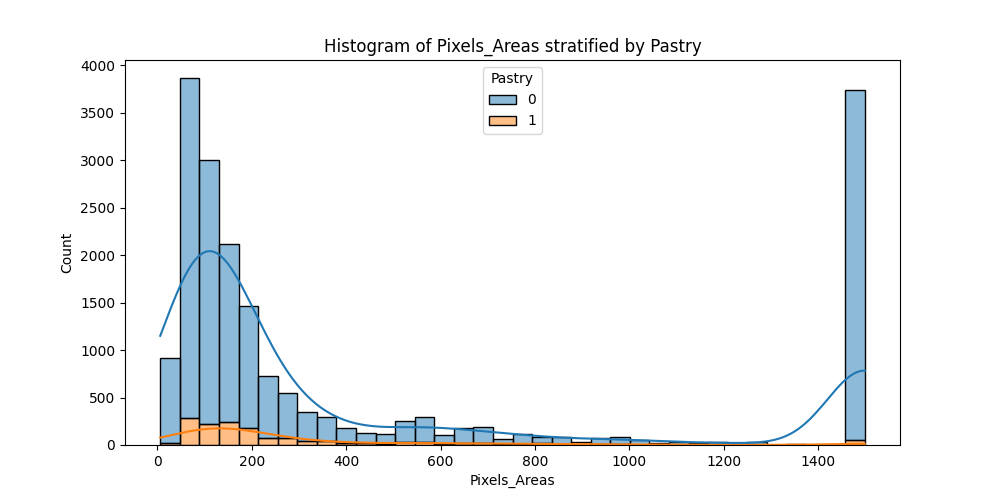 Histogram of Pixels_Areas stratified by Pastry
Pastry
0
1
Count
4000
3500
3000
2500
2000
1500
1000
500
0
0 200 400 600 800 1000 1200 1400
Pixels_Areas